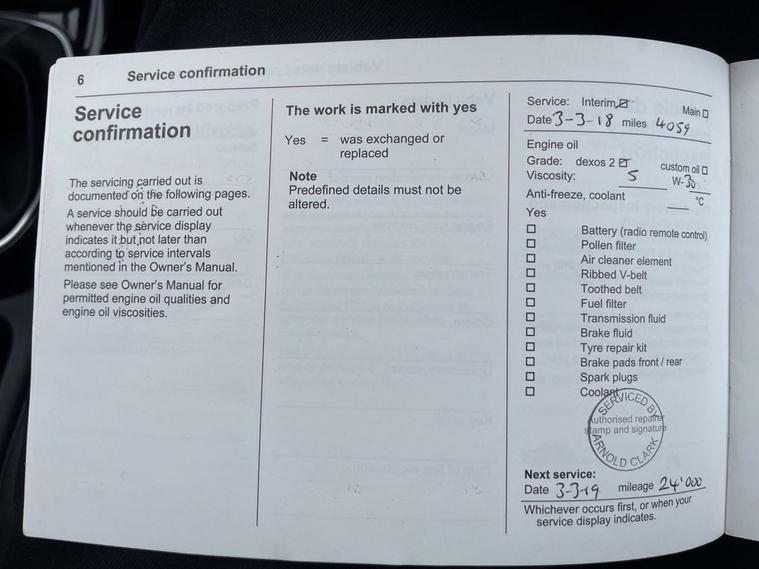 6 Service confirmation
Service
confirmation
The servicing carried out is
documented on the following pages.
A service should be carried out
whenever the service display
indicates it but not later than
according to service intervals
mentioned in the Owner's Manual.
Please see Owner's Manual for
permitted engine oil qualities and
engine oil viscosities.
The work is marked with yes
Yes = was exchanged or
replaced
Note
Predefined details must not be
altered.
Service: Interim ☑ Main ☐
Date 3-3-18 miles 4059
Engine oil
Grade: dexos 2 ☑ custom oil ☐
Viscosity: 5 W-30
Anti-freeze, coolant °C
Yes
☐ Battery (radio remote control)
☐ Pollen filter
☐ Air cleaner element
☐ Ribbed V-belt
☐ Toothed belt
☐ Fuel filter
☐ Transmission fluid
☐ Brake fluid
☐ Tyre repair kit
☐ Brake pads front / rear
☐ Spark plugs
☐ Coolant
SERVICED BY
Authorised repairer
stamp and signature
ARNOLD CLARK
Next service:
Date 3-3-19 mileage 24'000
Whichever occurs first, or when your
service display indicates.